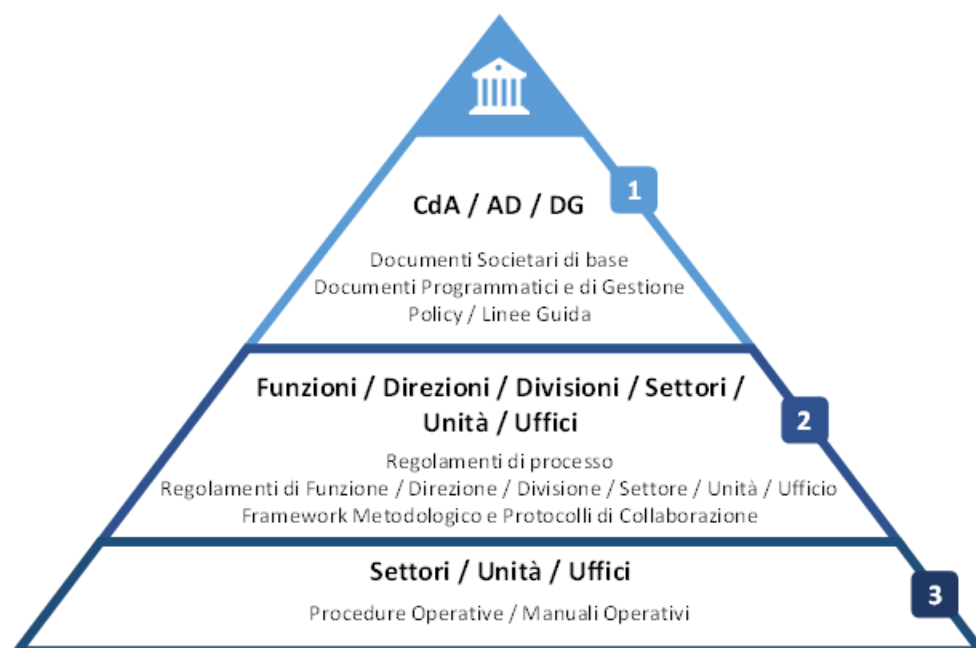 1
CdA / AD / DG
Documenti Societari di base
Documenti Programmatici e di Gestione
Policy / Linee Guida
2
Funzioni / Direzioni / Divisioni / Settori /
Unità / Uffici
Regolamenti di processo
Regolamenti di Funzione / Direzione / Divisione / Settore / Unità / Ufficio
Framework Metodologico e Protocolli di Collaborazione
3
Settori / Unità / Uffici
Procedure Operative / Manuali Operativi